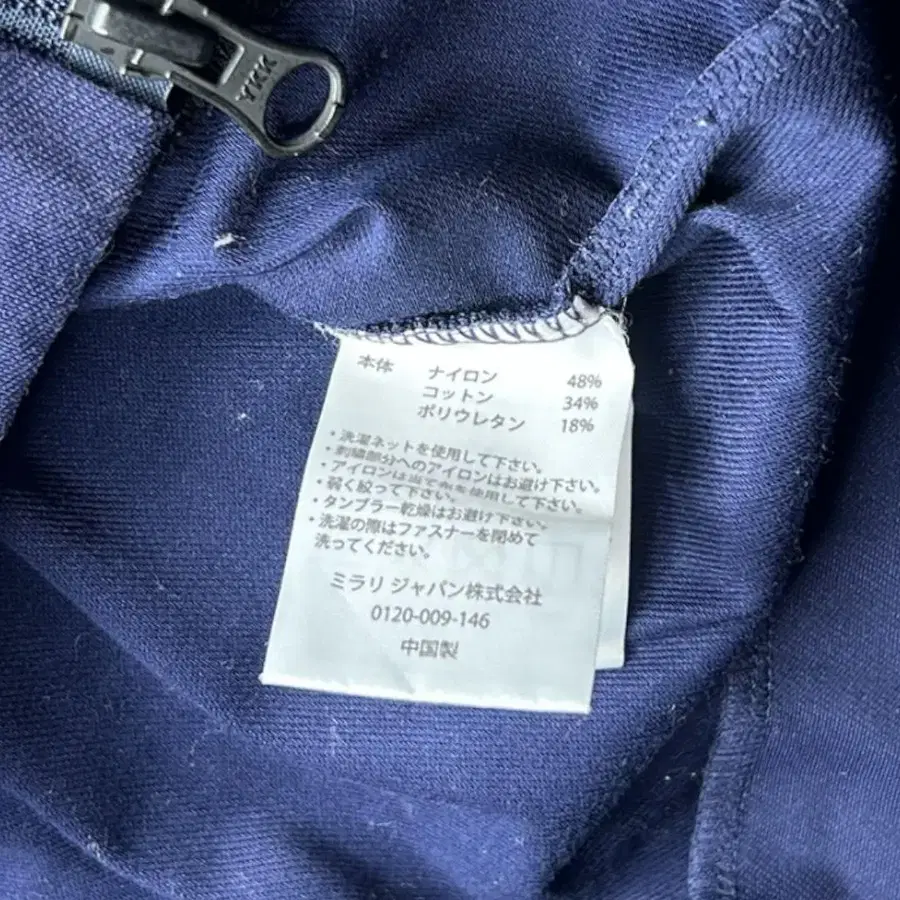 YKK
本体 ナイロン 48%
コットン 34%
ポリウレタン 18%
・洗濯ネットを使用して下さい。
・刺繍部分へのアイロンはお避け下さい。
・アイロンは当て布を使用して下さい。
・弱く絞って下さい。
・タンブラー乾燥はお避け下さい。
・洗濯の際はファスナーを閉めて
洗ってください。
ミラリ ジャパン株式会社
0120-009-146
中国製